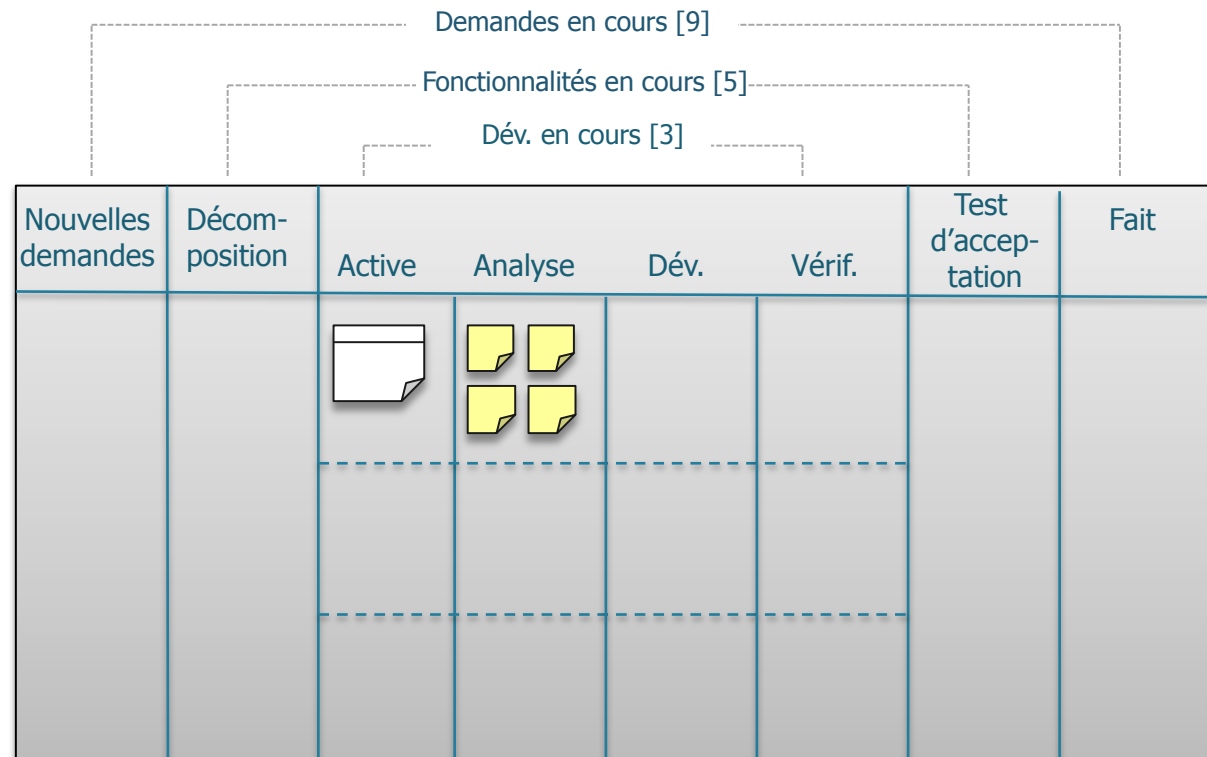 Demandes en cours [9]
Fonctionnalités en cours [5]
Dév. en cours [3]
Nouvelles
demandes
Décom-
position
Active
Analyse
Dév.
Vérif.
Test
d’accep-
tation
Fait